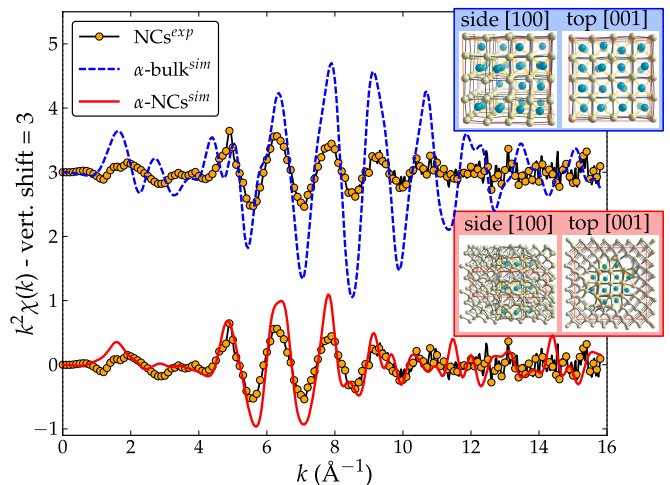 NCs^exp
α-bulk^sim
α-NCs^sim
side [100] top [001]
side [100] top [001]
k²χ(k) - vert. shift = 3
5
4
3
2
1
0
−1
0 2 4 6 8 10 12 14 16
k (Å⁻¹)